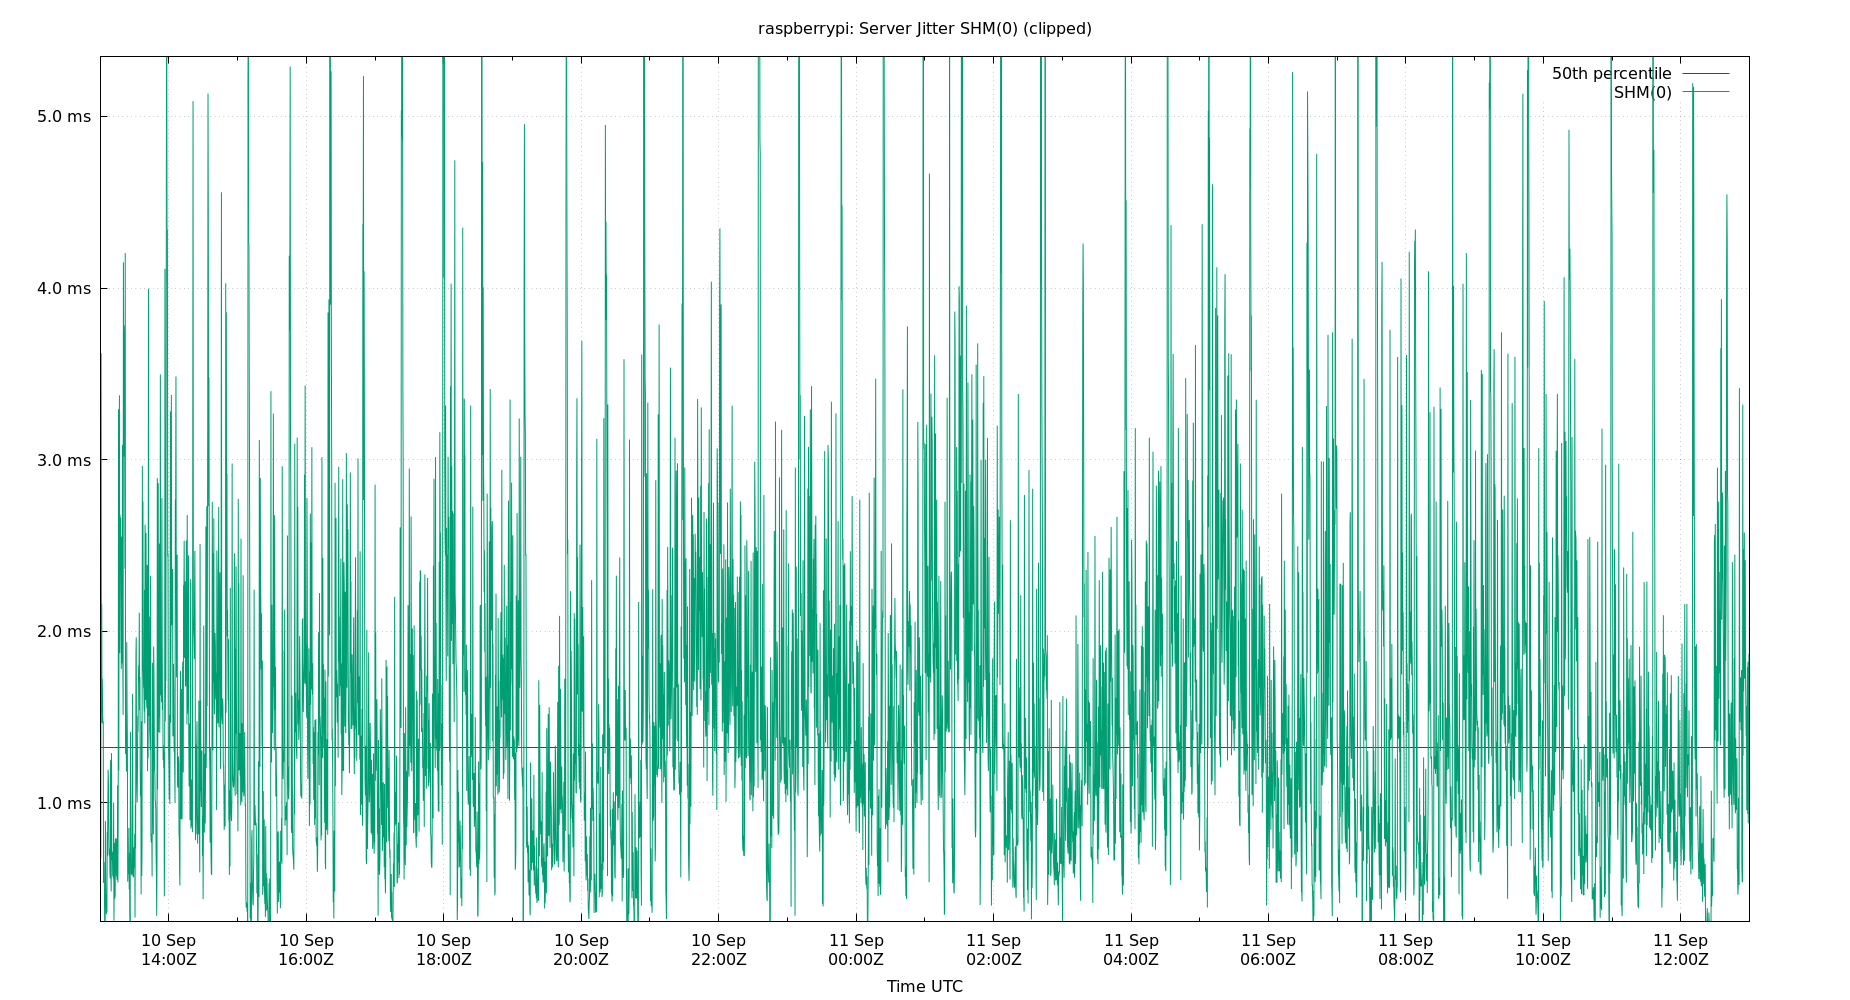 raspberrypi: Server Jitter SHM(0) (clipped)
50th percentile
SHM(0)
5.0 ms
4.0 ms
3.0 ms
2.0 ms
1.0 ms
10 Sep 10 Sep 10 Sep 10 Sep 10 Sep 11 Sep 11 Sep 11 Sep 11 Sep 11 Sep 11 Sep 11 Sep
14:00Z 16:00Z 18:00Z 20:00Z 22:00Z 00:00Z 02:00Z 04:00Z 06:00Z 08:00Z 10:00Z 12:00Z
Time UTC